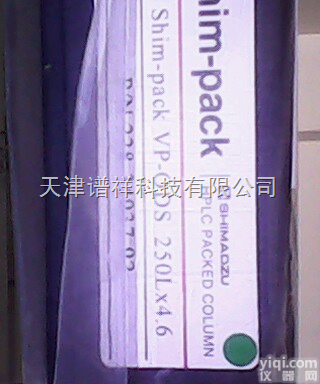 Shim-pack
SHIMADZU
HPLC PACKED COLUMN
Shim-pack VP-ODS 250Lx4.6
天津谱祥科技有限公司
yiqi.com
仪器网